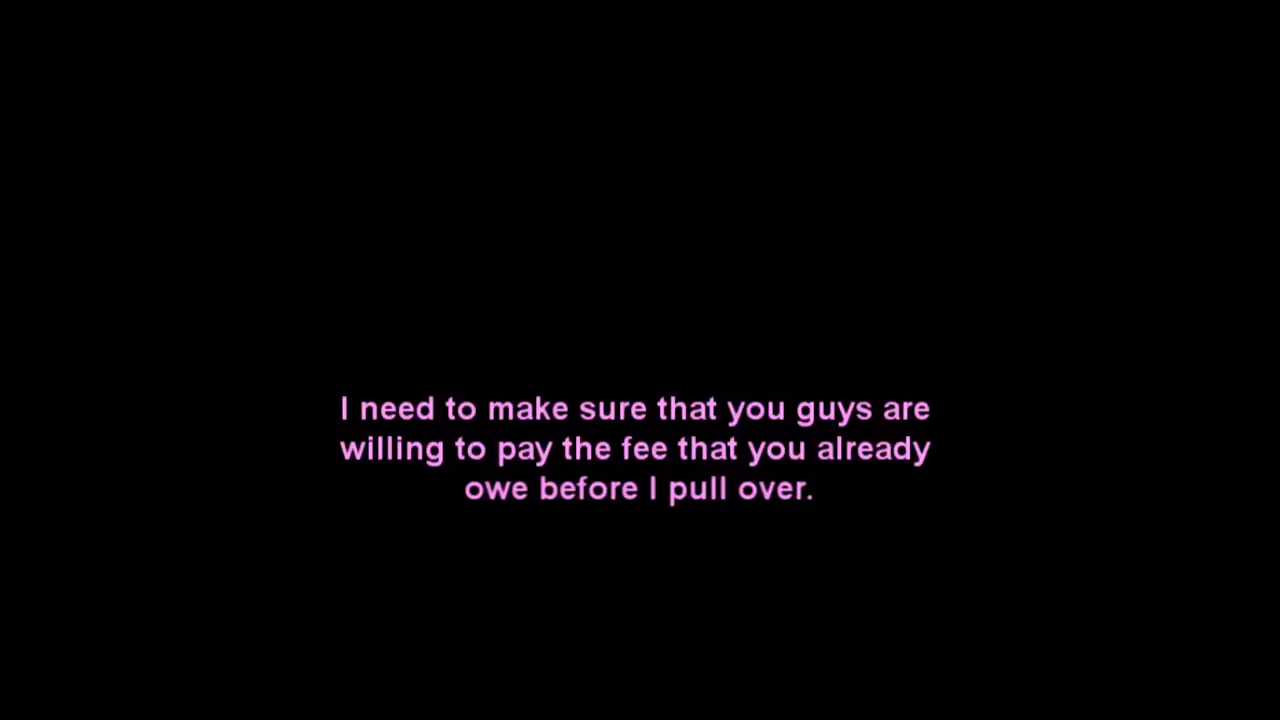 I need to make sure that you guys are
willing to pay the fee that you already
owe before I pull over.